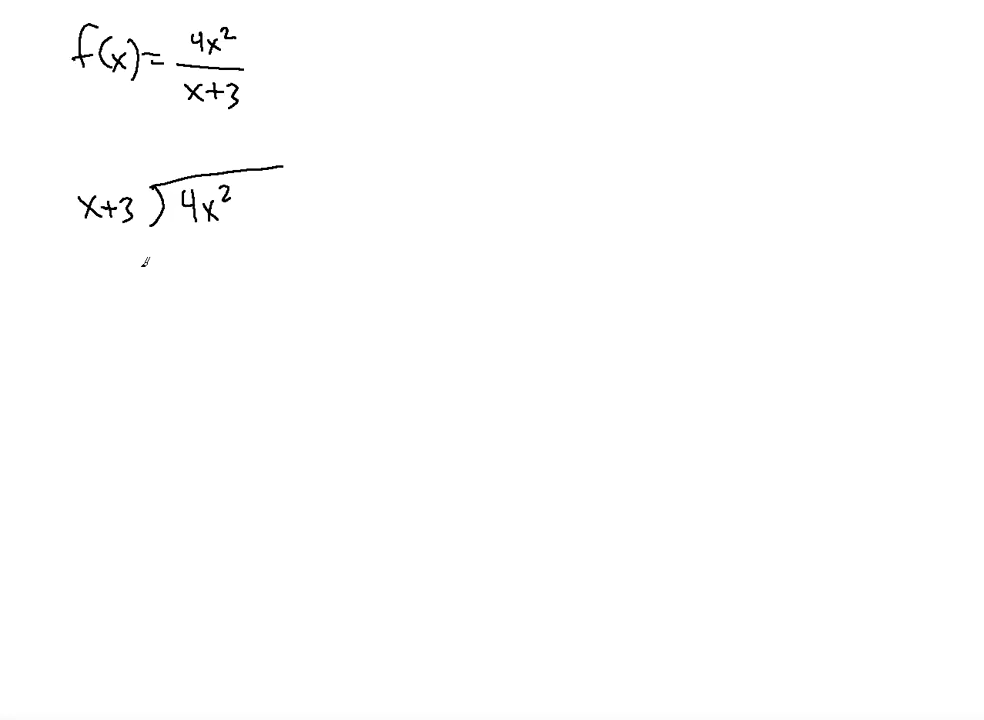 f(x)= 4x²/x+3
x+3 ) 4x²